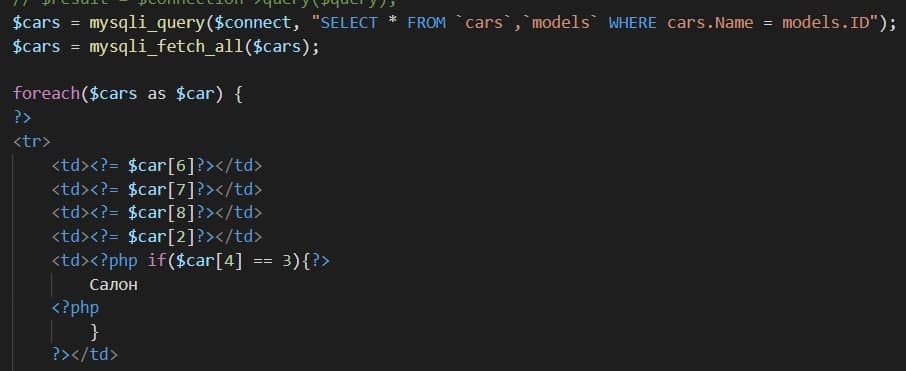 // $result = $connection->query($query);
$cars = mysqli_query($connect, "SELECT * FROM `cars`,`models` WHERE cars.Name = models.ID");
$cars = mysqli_fetch_all($cars);
foreach($cars as $car) {
?>
<tr>
<td><?= $car[6]?></td>
<td><?= $car[7]?></td>
<td><?= $car[8]?></td>
<td><?= $car[2]?></td>
<td><?php if($car[4] == 3){?>
Салон
<?php
}
?></td>